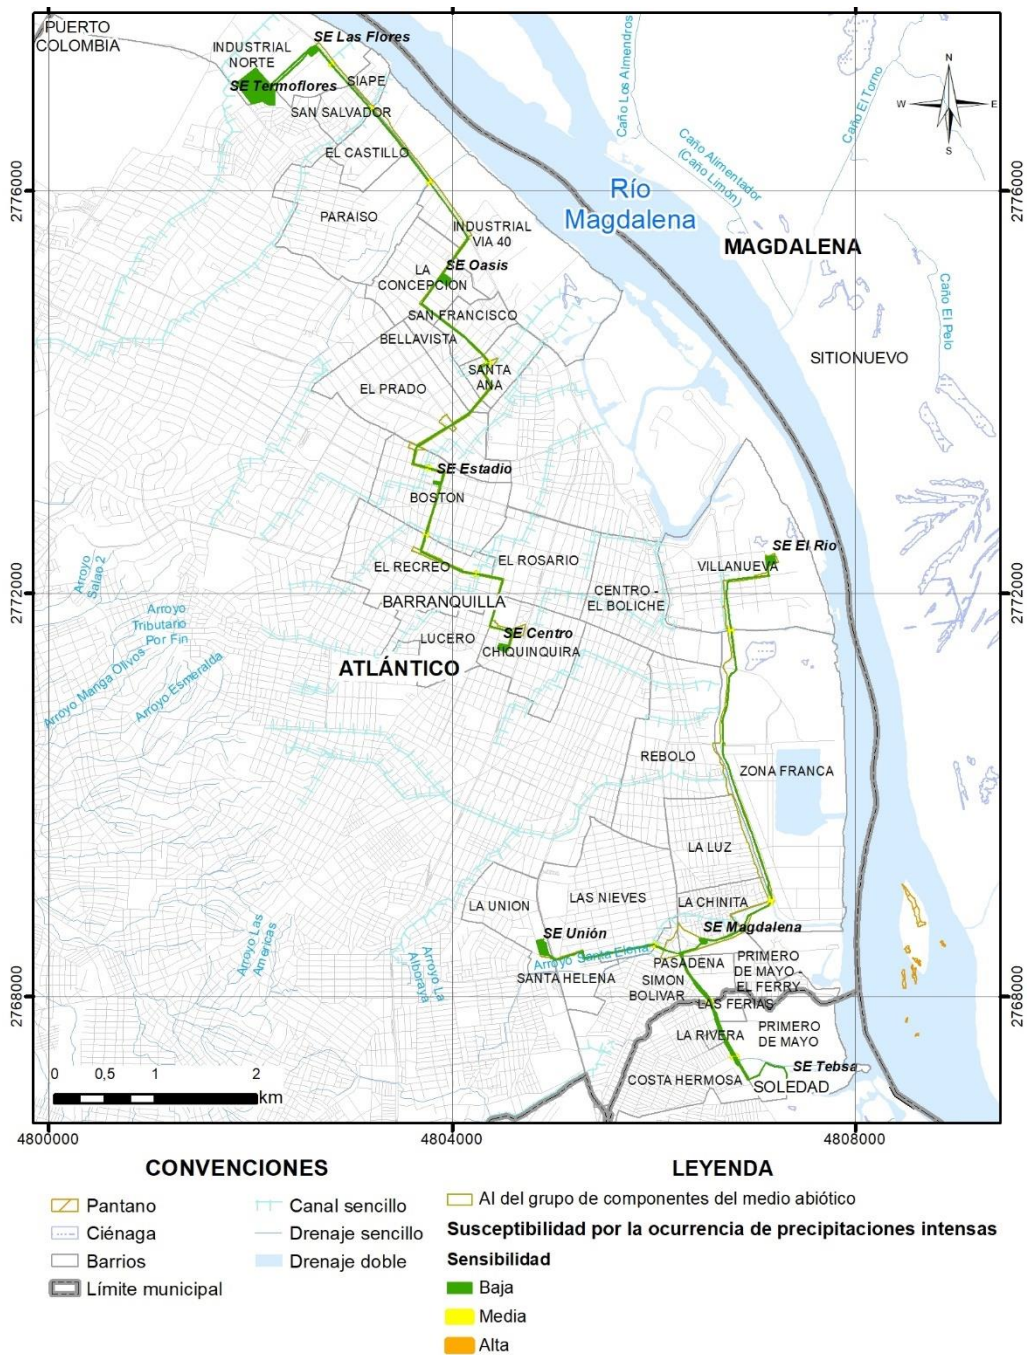 PUERTO
COLOMBIA
INDUSTRIAL
NORTE
SE Las Flores
SE Termoflores
SIAPE
SAN SALVADOR
EL CASTILLO
PARAISO
INDUSTRIAL
VIA 40
SE Oasis
LA
CONCEPCION
SAN FRANCISCO
BELLAVISTA
SANTA
ANA
EL PRADO
SE Estadio
BOSTON
EL RECREO
EL ROSARIO
BARRANQUILLA
LUCERO
SE Centro
CHIQUINQUIRA
ATLÁNTICO
CENTRO -
EL BOLICHE
SE El Rio
VILLANUEVA
REBOLO
ZONA FRANCA
LA LUZ
LAS NIEVES
LA UNION
LA CHINITA
SE Unión
SE Magdalena
Arroyo Santa Elena
SANTA HELENA
PASADENA
SIMON
BOLIVAR
PRIMERO
DE MAYO -
EL FERRY
LAS FERIAS
LA RIVERA
PRIMERO
DE MAYO
SE Tebsa
COSTA HERMOSA
SOLEDAD
Río
Magdalena
MAGDALENA
SITIONUEVO
Caño Los Almendros
Caño Alimentador
(Caño Limón)
Caño El Torno
Caño El Pelo
Arroyo
Salao 2
Arroyo
Tributario
Por Fin
Arroyo Manga Olivos
Arroyo Esmeralda
Arroyo Las
Americas
Arroyo La
Alboraya
N
W
E
S
2776000
2776000
2772000
2772000
2768000
2768000
0
0,5
1
2
km
4800000
4804000
4808000
CONVENCIONES
Pantano
Ciénaga
Barrios
Límite municipal
Canal sencillo
Drenaje sencillo
Drenaje doble
LEYENDA
AI del grupo de componentes del medio abiótico
Susceptibilidad por la ocurrencia de precipitaciones intensas
Sensibilidad
Baja
Media
Alta